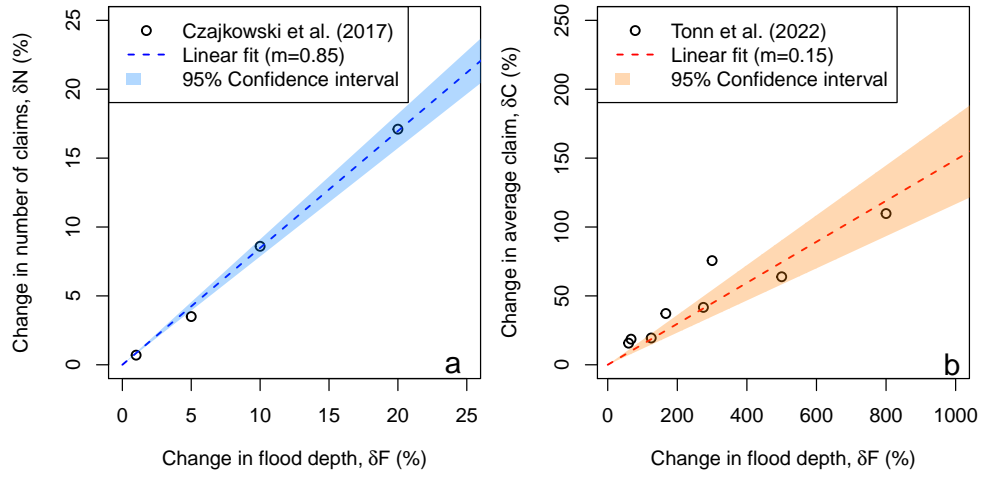 Czajkowski et al. (2017)
Linear fit (m=0.85)
95% Confidence interval
Change in number of claims, δN (%)
0
5
10
15
20
25
0
5
10
15
20
25
Change in flood depth, δF (%)
a
Tonn et al. (2022)
Linear fit (m=0.15)
95% Confidence interval
Change in average claim, δC (%)
0
50
100
150
200
250
0
200
400
600
800
1000
Change in flood depth, δF (%)
b